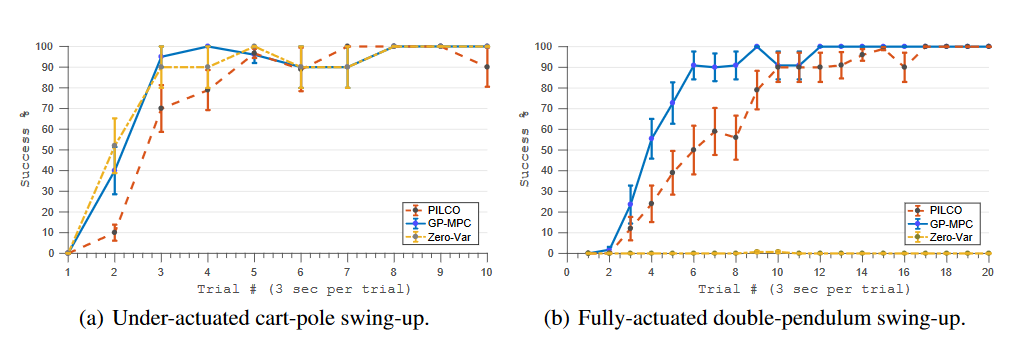 100
90
80
70
60
50
40
30
20
10
0
Success %
PILCO
GP-MPC
Zero-Var
1 2 3 4 5 6 7 8 9 10
Trial # (3 sec per trial)
(a) Under-actuated cart-pole swing-up.
100
90
80
70
60
50
40
30
20
10
0
Success %
PILCO
GP-MPC
Zero-Var
0 2 4 6 8 10 12 14 16 18 20
Trial # (3 sec per trial)
(b) Fully-actuated double-pendulum swing-up.